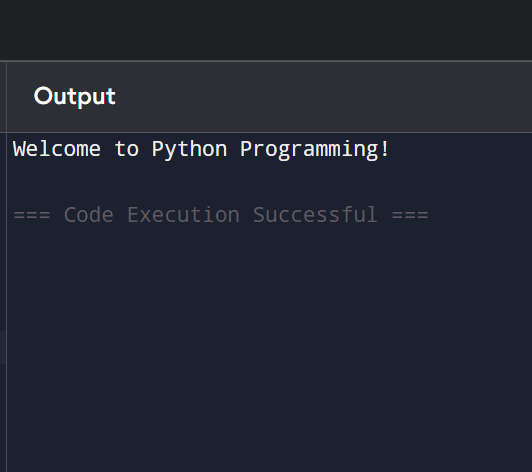 Output
Welcome to Python Programming!
=== Code Execution Successful ===